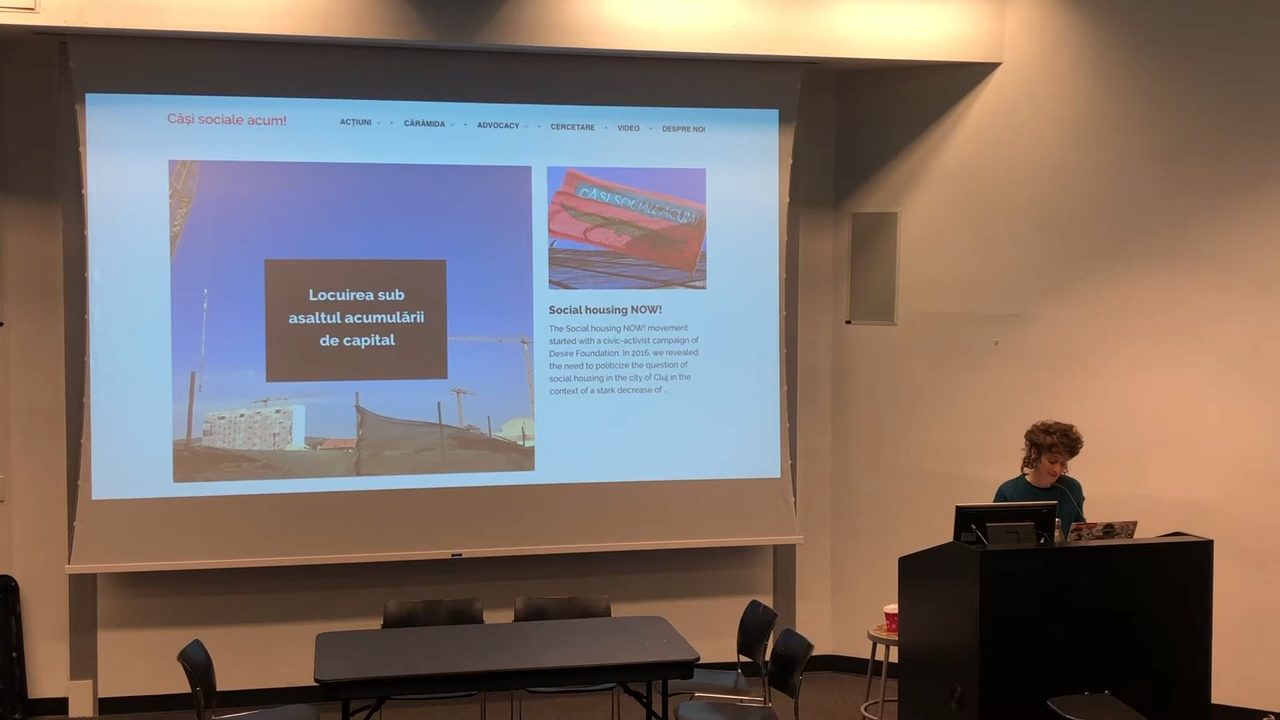 Căși sociale acum!
ACȚIUNI
CĂRĂMIDA
ADVOCACY
CERCETARE
VIDEO
DESPRE NOI
Locuirea sub
asaltul acumulării
de capital
CĂȘI SOCIALE ACUM!
Social housing NOW!
The Social housing NOW! movement
started with a civic-activist campaign of
Desire Foundation. In 2016, we revealed
the need to politicize the question of
social housing in the city of Cluj in the
context of a stark decrease of ...